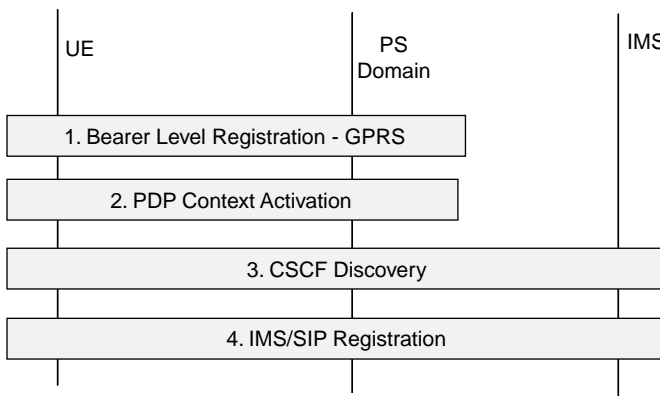 UE
PS
Domain
IMS
1. Bearer Level Registration - GPRS
2. PDP Context Activation
3. CSCF Discovery
4. IMS/SIP Registration